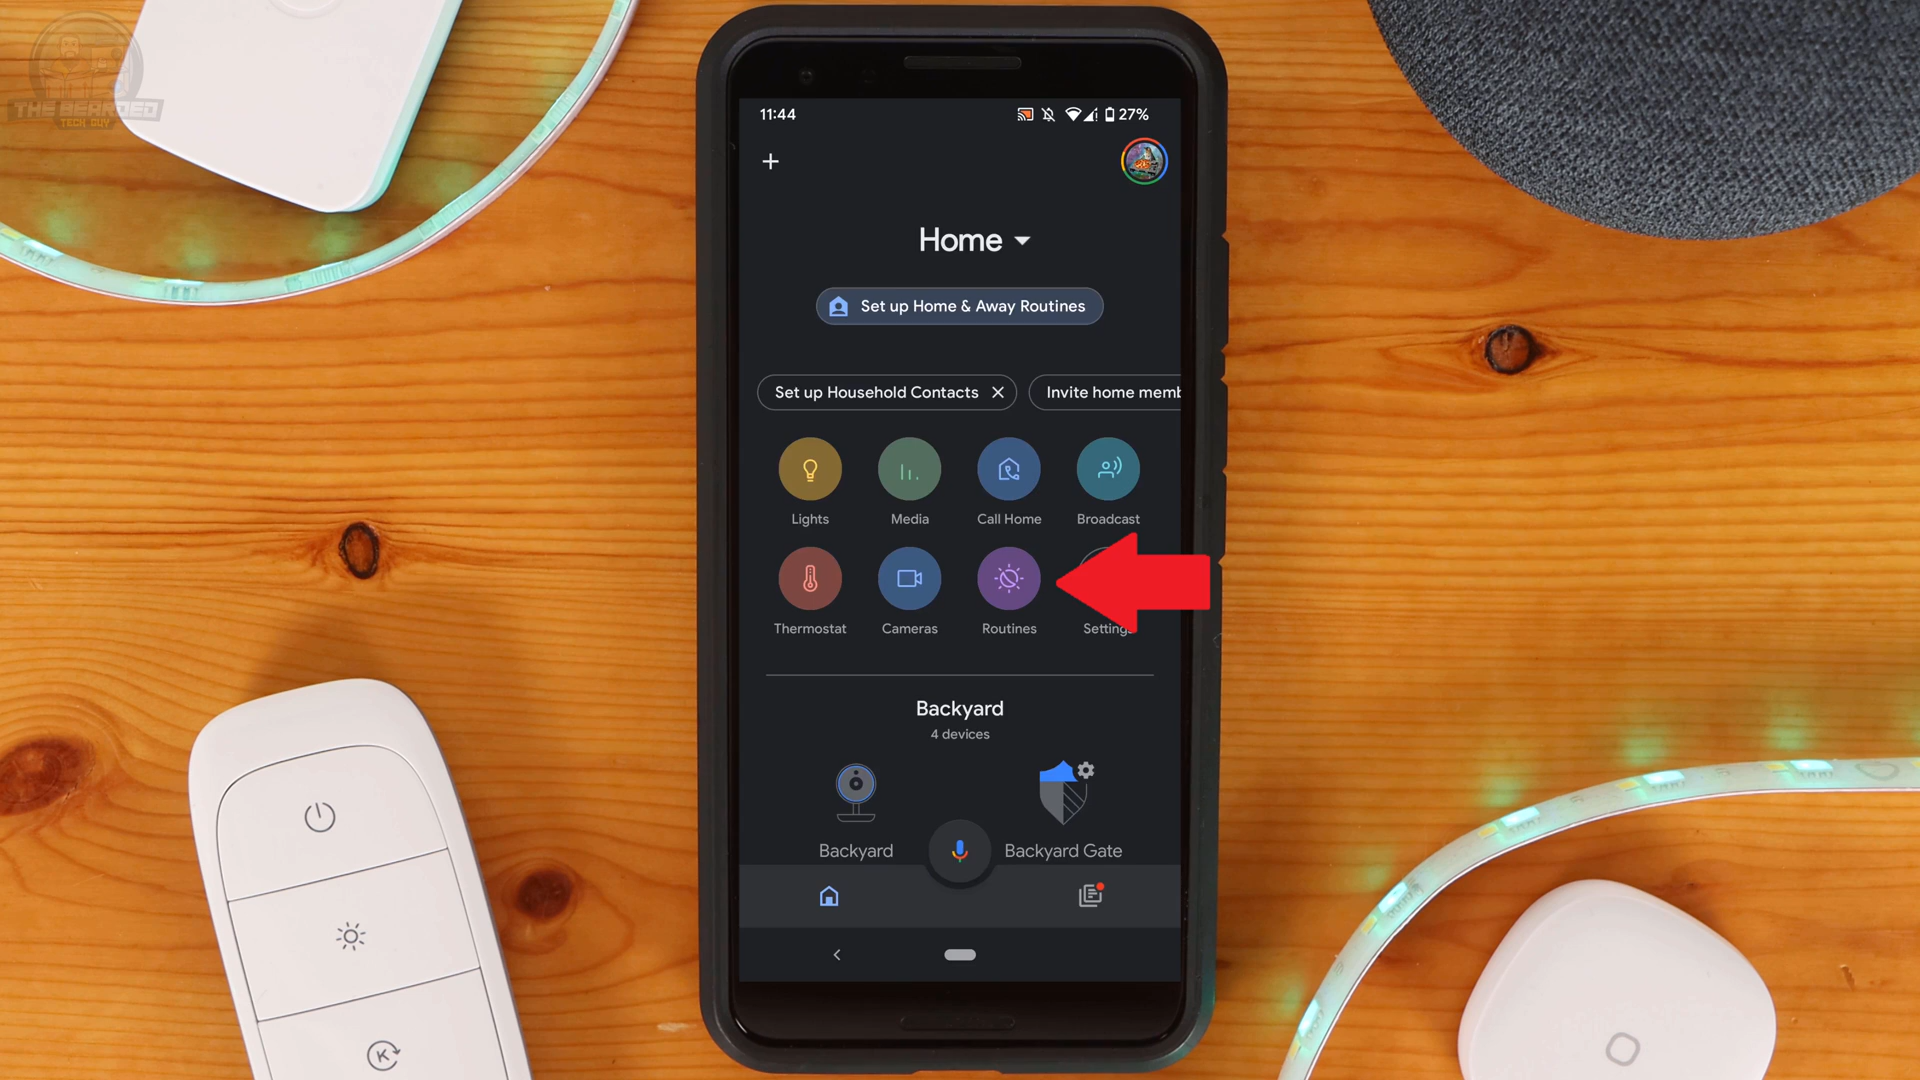 THE BEARDED
TECH GUY
11:44
27%
+
Home
Set up Home & Away Routines
Set up Household Contacts
Invite home memb
Lights
Media
Call Home
Broadcast
Thermostat
Cameras
Routines
Setting
Backyard
4 devices
Backyard
Backyard Gate
K